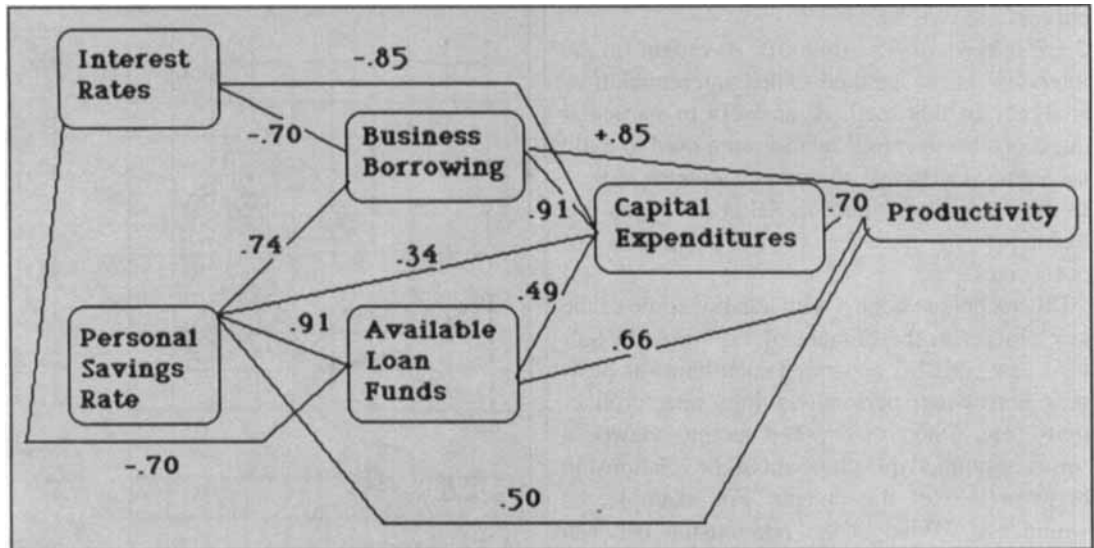 Interest
Rates
-.85
-.70
Business
Borrowing
+.85
.91
Capital
Expenditures
.70
Productivity
.74
.34
.49
Personal
Savings
Rate
.91
Available
Loan
Funds
.66
-.70
.50